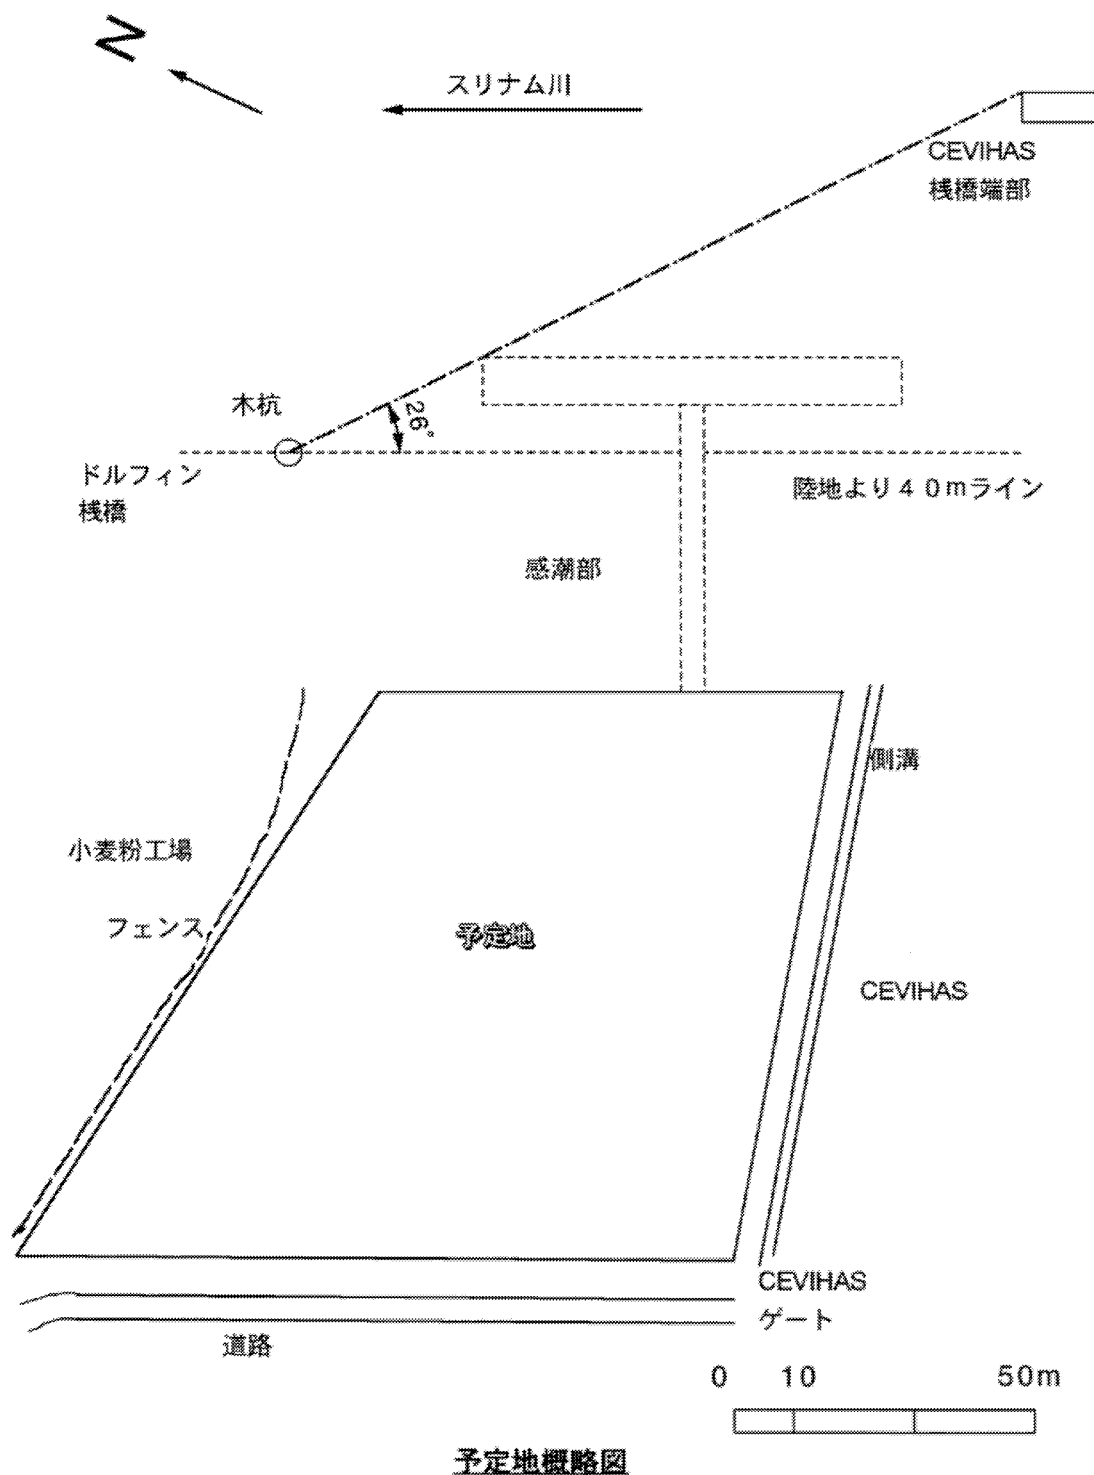 N
スリナム川
CEVIHAS
桟橋端部
木杭
26°
ドルフィン
桟橋
陸地より40mライン
感潮部
側溝
小麦粉工場
フェンス
予定地
CEVIHAS
CEVIHAS
ゲート
道路
0 10 50m
予定地概略図